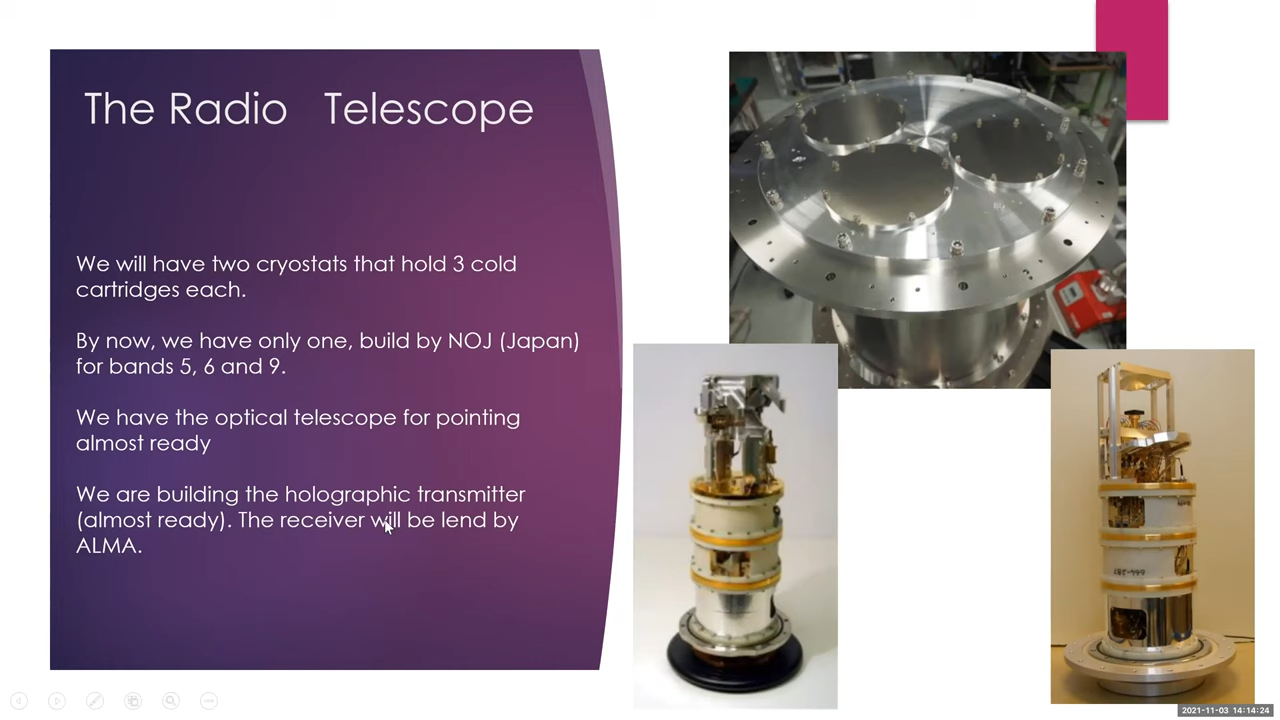 The Radio Telescope
We will have two cryostats that hold 3 cold
cartridges each.
By now, we have only one, build by NOJ (Japan)
for bands 5, 6 and 9.
We have the optical telescope for pointing
almost ready
We are building the holographic transmitter
(almost ready). The receiver will be lend by
ALMA.
2021-11-03 14:14:24